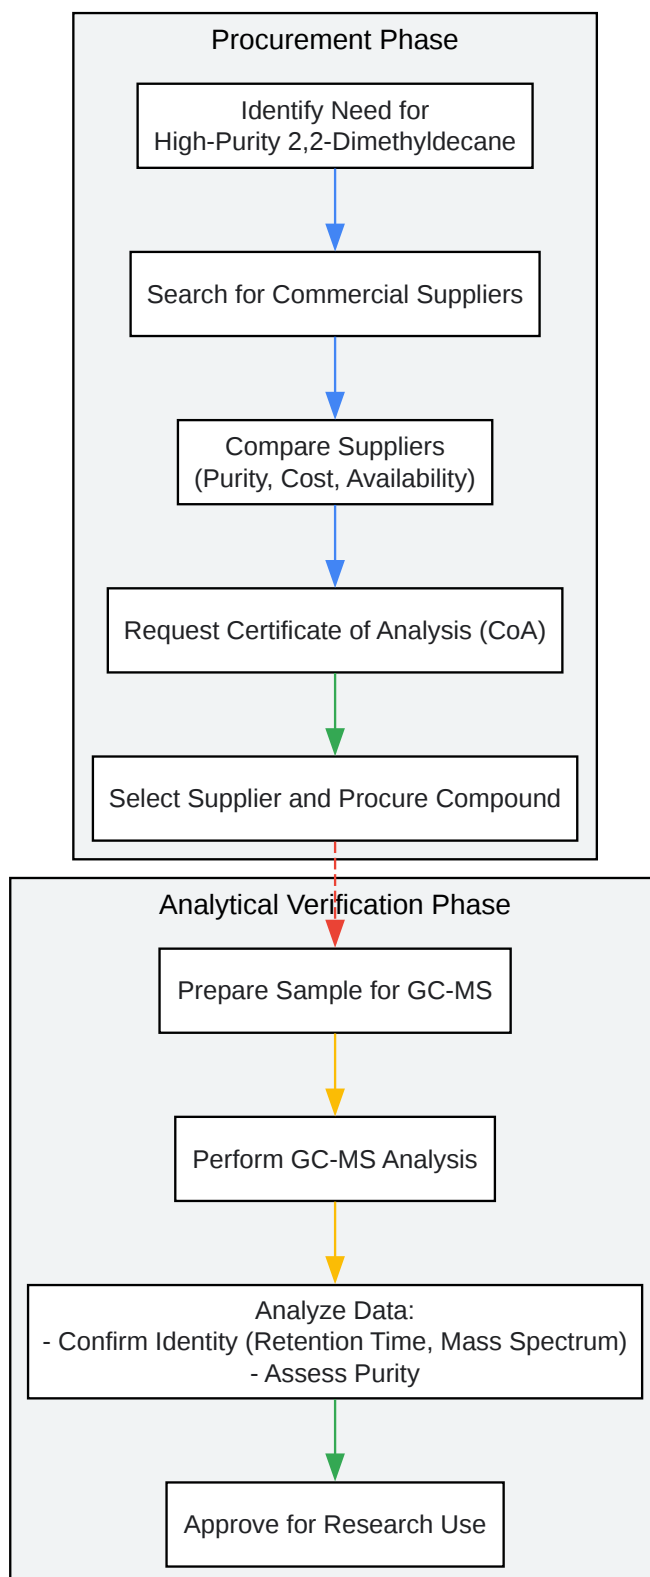 Procurement Phase
Identify Need for
High-Purity 2,2-Dimethyldecane
Search for Commercial Suppliers
Compare Suppliers
(Purity, Cost, Availability)
Request Certificate of Analysis (CoA)
Select Supplier and Procure Compound
Analytical Verification Phase
Prepare Sample for GC-MS
Perform GC-MS Analysis
Analyze Data:
- Confirm Identity (Retention Time, Mass Spectrum)
- Assess Purity
Approve for Research Use